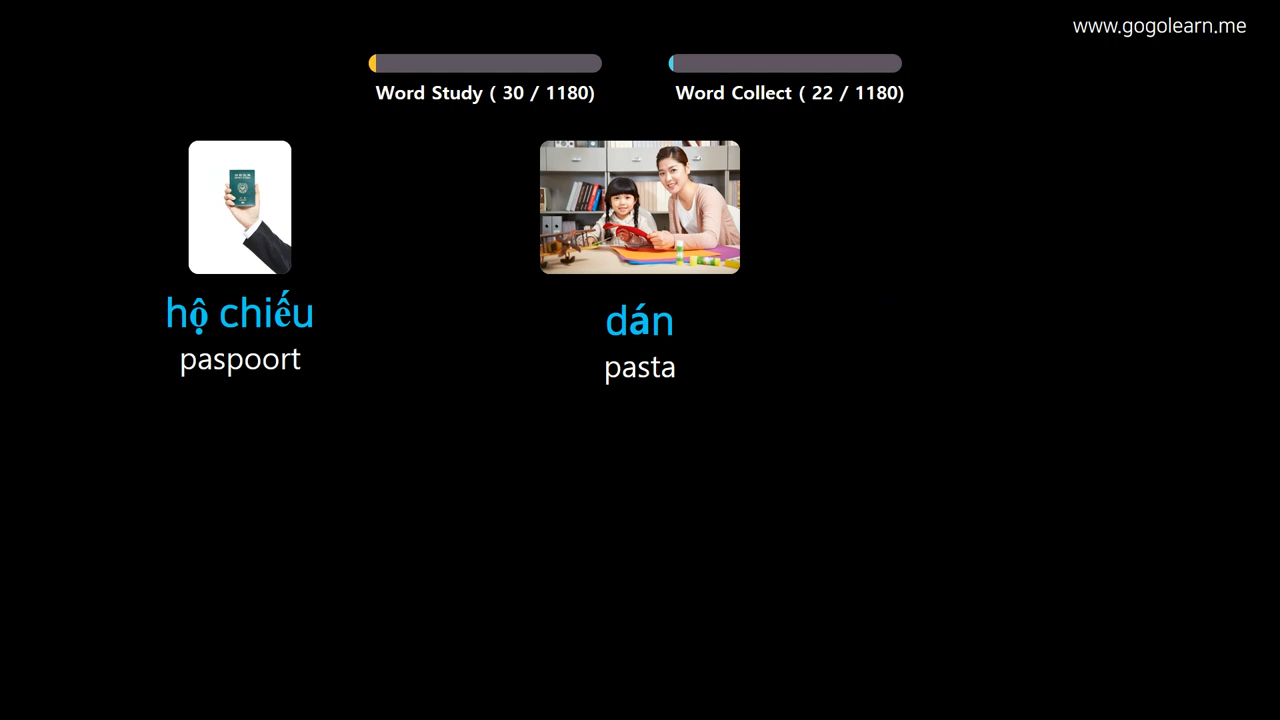 www.gogolearn.me
Word Study ( 30 / 1180)
Word Collect ( 22 / 1180)
hộ chiếu
paspoort
dán
pasta